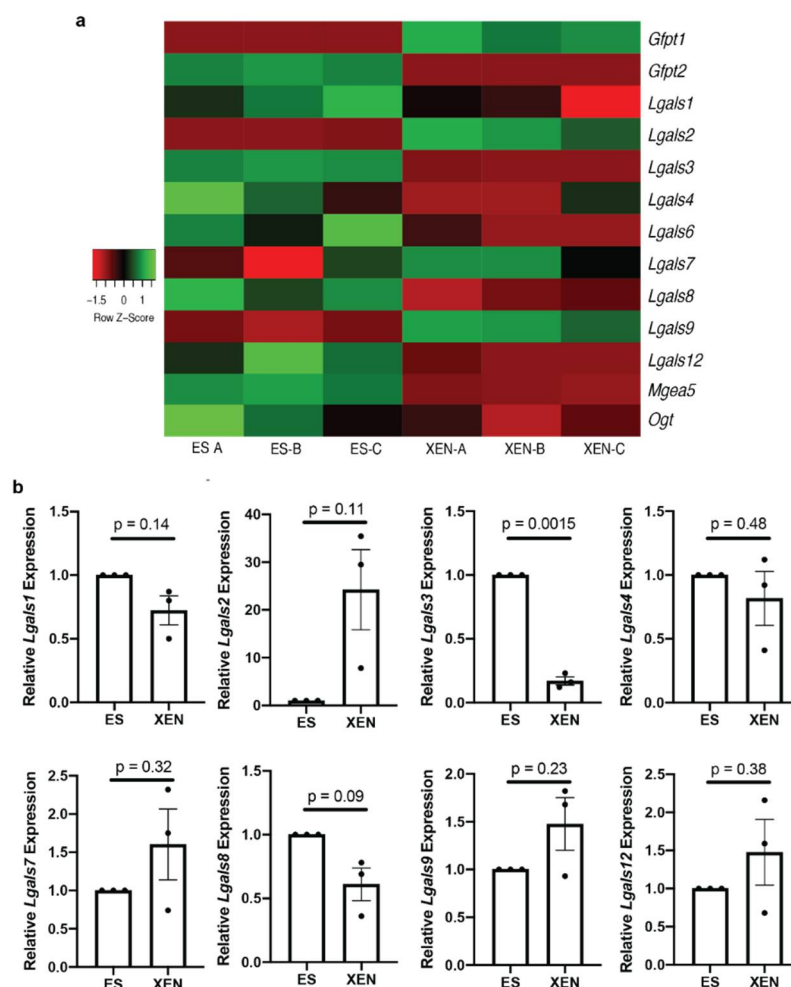 a
Gfpt1
Gfpt2
Lgals1
Lgals2
Lgals3
Lgals4
Lgals6
Lgals7
Lgals8
Lgals9
Lgals12
Mgea5
Ogt
−1.5 0 1
Row Z−Score
ES A ES-B ES-C XEN-A XEN-B XEN-C
b
Relative Lgals1 Expression
1.5
1.0
0.5
0.0
p = 0.14
ES XEN
Relative Lgals2 Expression
40
30
20
10
0
p = 0.11
ES XEN
Relative Lgals3 Expression
1.5
1.0
0.5
0.0
p = 0.0015
ES XEN
Relative Lgals4 Expression
1.5
1.0
0.5
0.0
p = 0.48
ES XEN
Relative Lgals7 Expression
2.5
2.0
1.5
1.0
0.5
0.0
p = 0.32
ES XEN
Relative Lgals8 Expression
1.5
1.0
0.5
0.0
p = 0.09
ES XEN
Relative Lgals9 Expression
2.0
1.5
1.0
0.5
0.0
p = 0.23
ES XEN
Relative Lgals12 Expression
2.5
2.0
1.5
1.0
0.5
0.0
p = 0.38
ES XEN